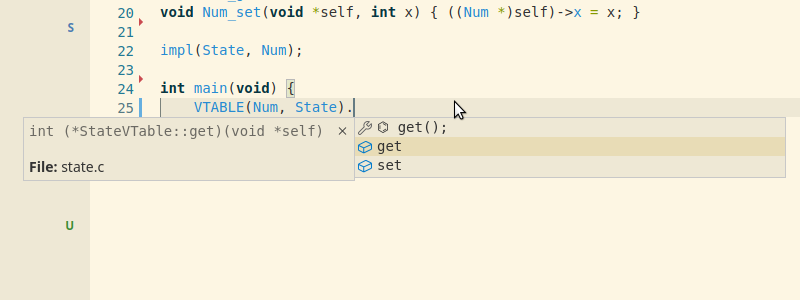 20 void Num_set(void *self, int x) { ((Num *)self)->x = x; }
S
21
22 impl(State, Num);
23
24 int main(void) {
25 VTABLE(Num, State).
int (*StateVTable::get)(void *self) ×
File: state.c
get();
get
set
U